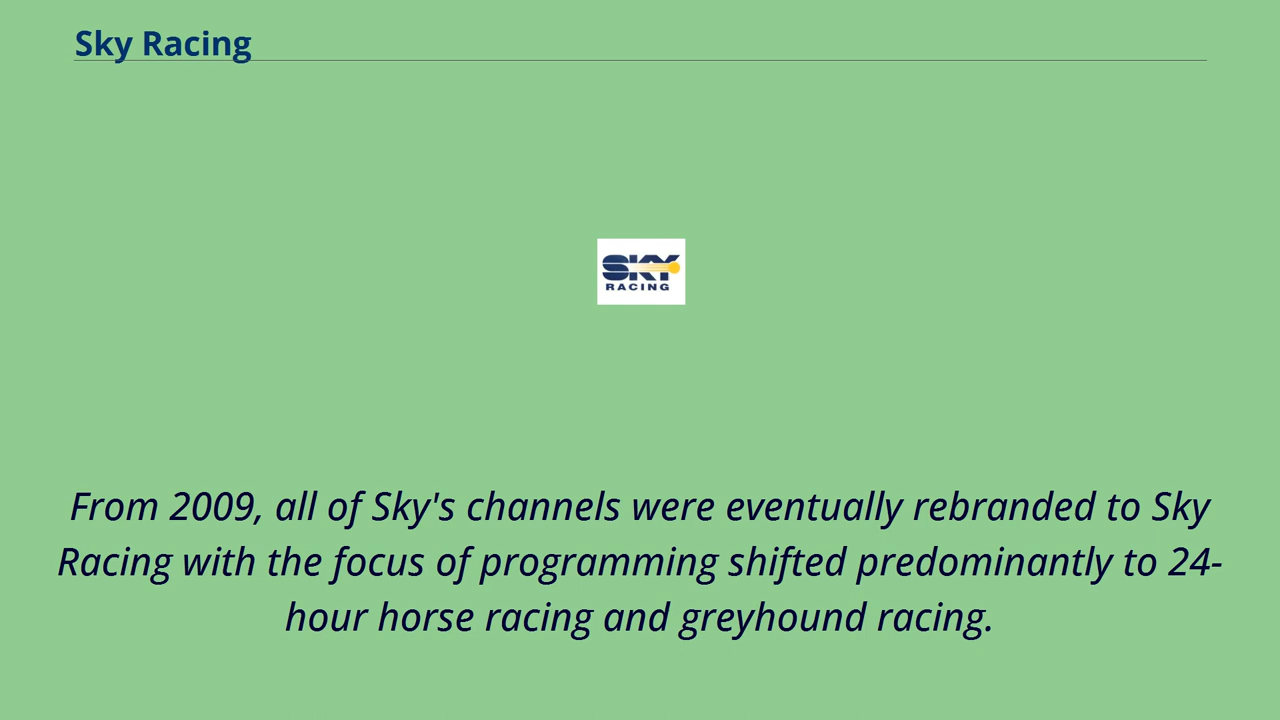 Sky Racing
SKY
RACING
From 2009, all of Sky's channels were eventually rebranded to Sky
Racing with the focus of programming shifted predominantly to 24-
hour horse racing and greyhound racing.